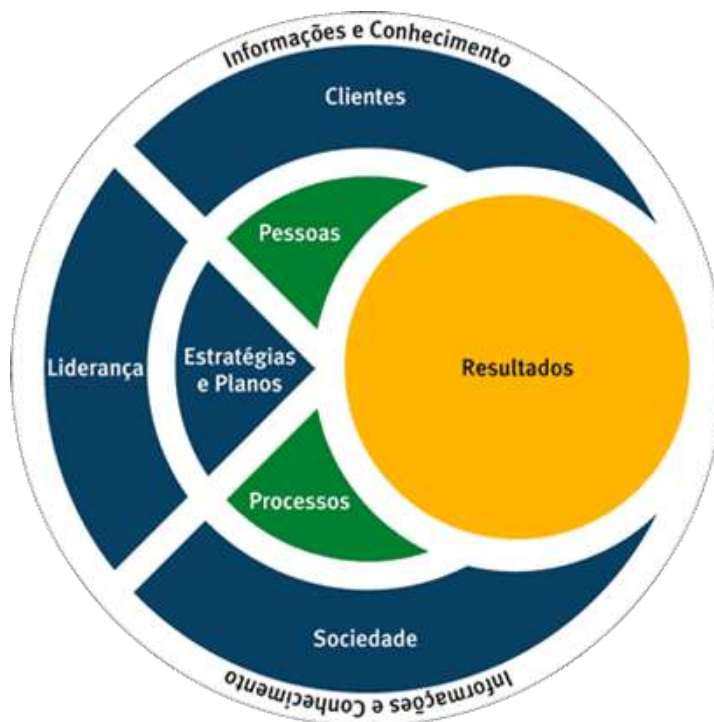 Informações e Conhecimento
Clientes
Pessoas
Liderança
Estratégias
e Planos
Resultados
Processos
Sociedade
Informações e Conhecimento